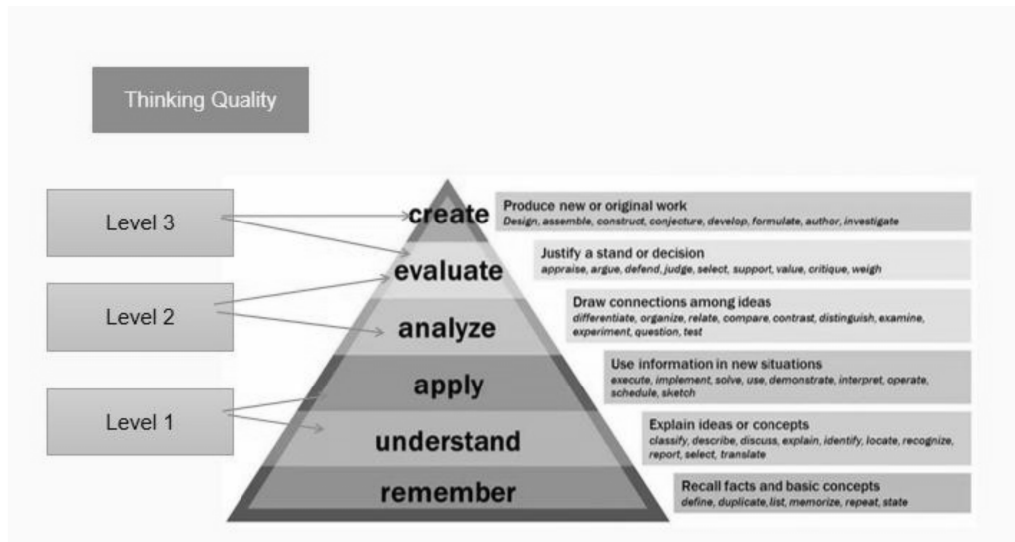 Thinking Quality
Level 3
Level 2
Level 1
create
evaluate
analyze
apply
understand
remember
Produce new or original work
Design, assemble, construct, conjecture, develop, formulate, author, investigate
Justify a stand or decision
appraise, argue, defend, judge, select, support, value, critique, weigh
Draw connections among ideas
differentiate, organize, relate, compare, contrast, distinguish, examine,
experiment, question, test
Use information in new situations
execute, implement, solve, use, demonstrate, interpret, operate,
schedule, sketch
Explain ideas or concepts
classify, describe, discuss, explain, identify, locate, recognize,
report, select, translate
Recall facts and basic concepts
define, duplicate, list, memorize, repeat, state